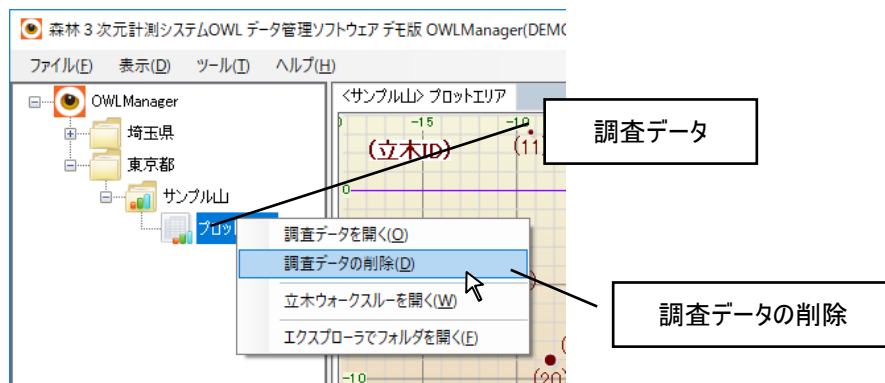 森林３次元計測システムOWL データ管理ソフトウェア デモ版 OWLManager(DEMO
ファイル(F) 表示(D) ツール(T) ヘルプ(H)
OWLManager
埼玉県
東京都
サンプル山
プロッ
<サンプル山> プロットエリア
-15
-10
(立木ID)
(11)
0
-10
(20)
調査データを開く(O)
調査データの削除(D)
立木ウォークスルーを開く(W)
エクスプローラでフォルダを開く(F)
調査データ
調査データの削除